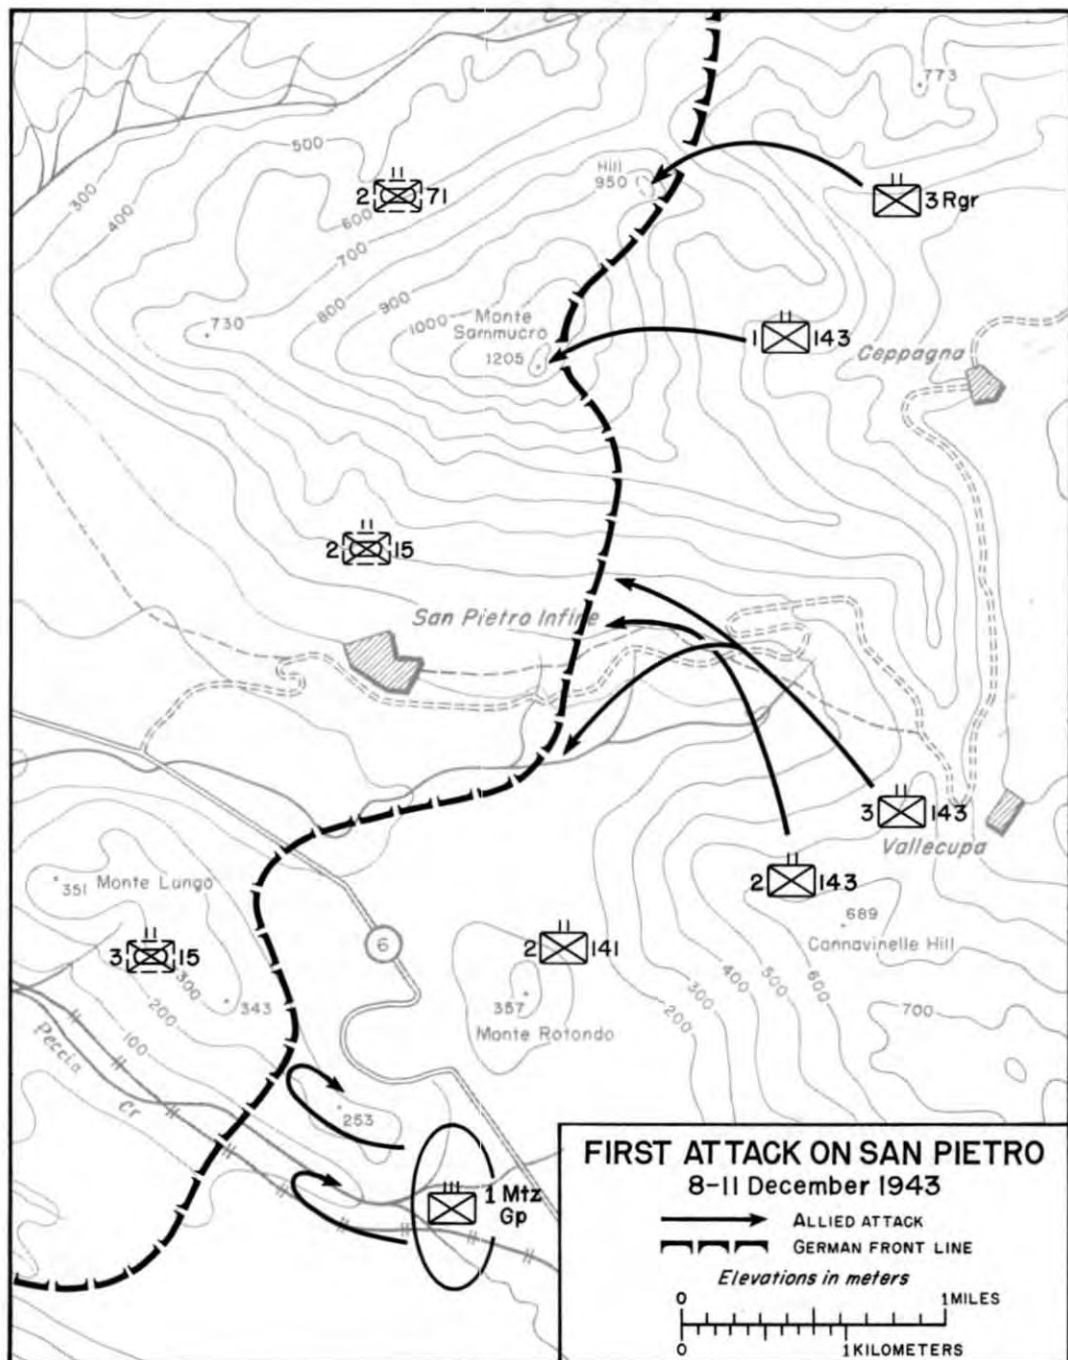 773
500
Hill
950
300
400
2 71
600
3 Rgr
700
800
900
1000
Monte
Sammucro
1205
730
1 143
Ceppagna
2 15
San Pietro Infine
3 143
Vallecupa
2 143
351 Monte Lungo
689
Cannavinelle Hill
6
2 141
3 15
300
343
200
100
357
Monte Rotondo
200
300
400
500
600
700
Peccia
Cr
253
1 Mtz
Gp
FIRST ATTACK ON SAN PIETRO
8-11 December 1943
ALLIED ATTACK
GERMAN FRONT LINE
Elevations in meters
0 1 MILES
0 1 KILOMETERS